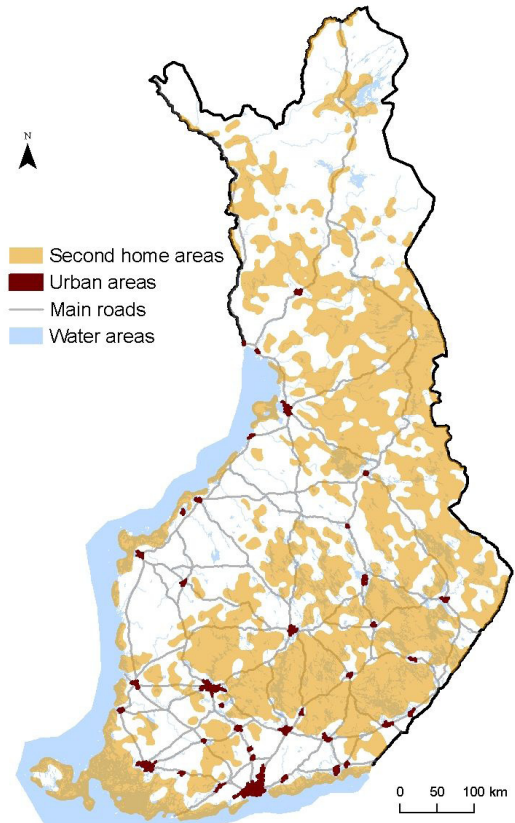 N
Second home areas
Urban areas
Main roads
Water areas
0 50 100 km